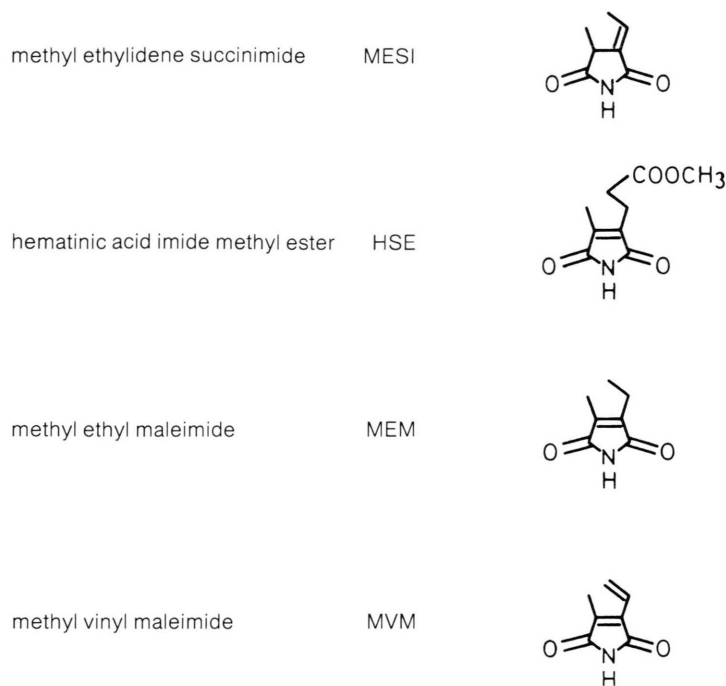 methyl ethylidene succinimide MESI
O N O
H
COOCH3
hematinic acid imide methyl ester HSE
O N O
H
methyl ethyl maleimide MEM
O N O
H
methyl vinyl maleimide MVM
O N O
H